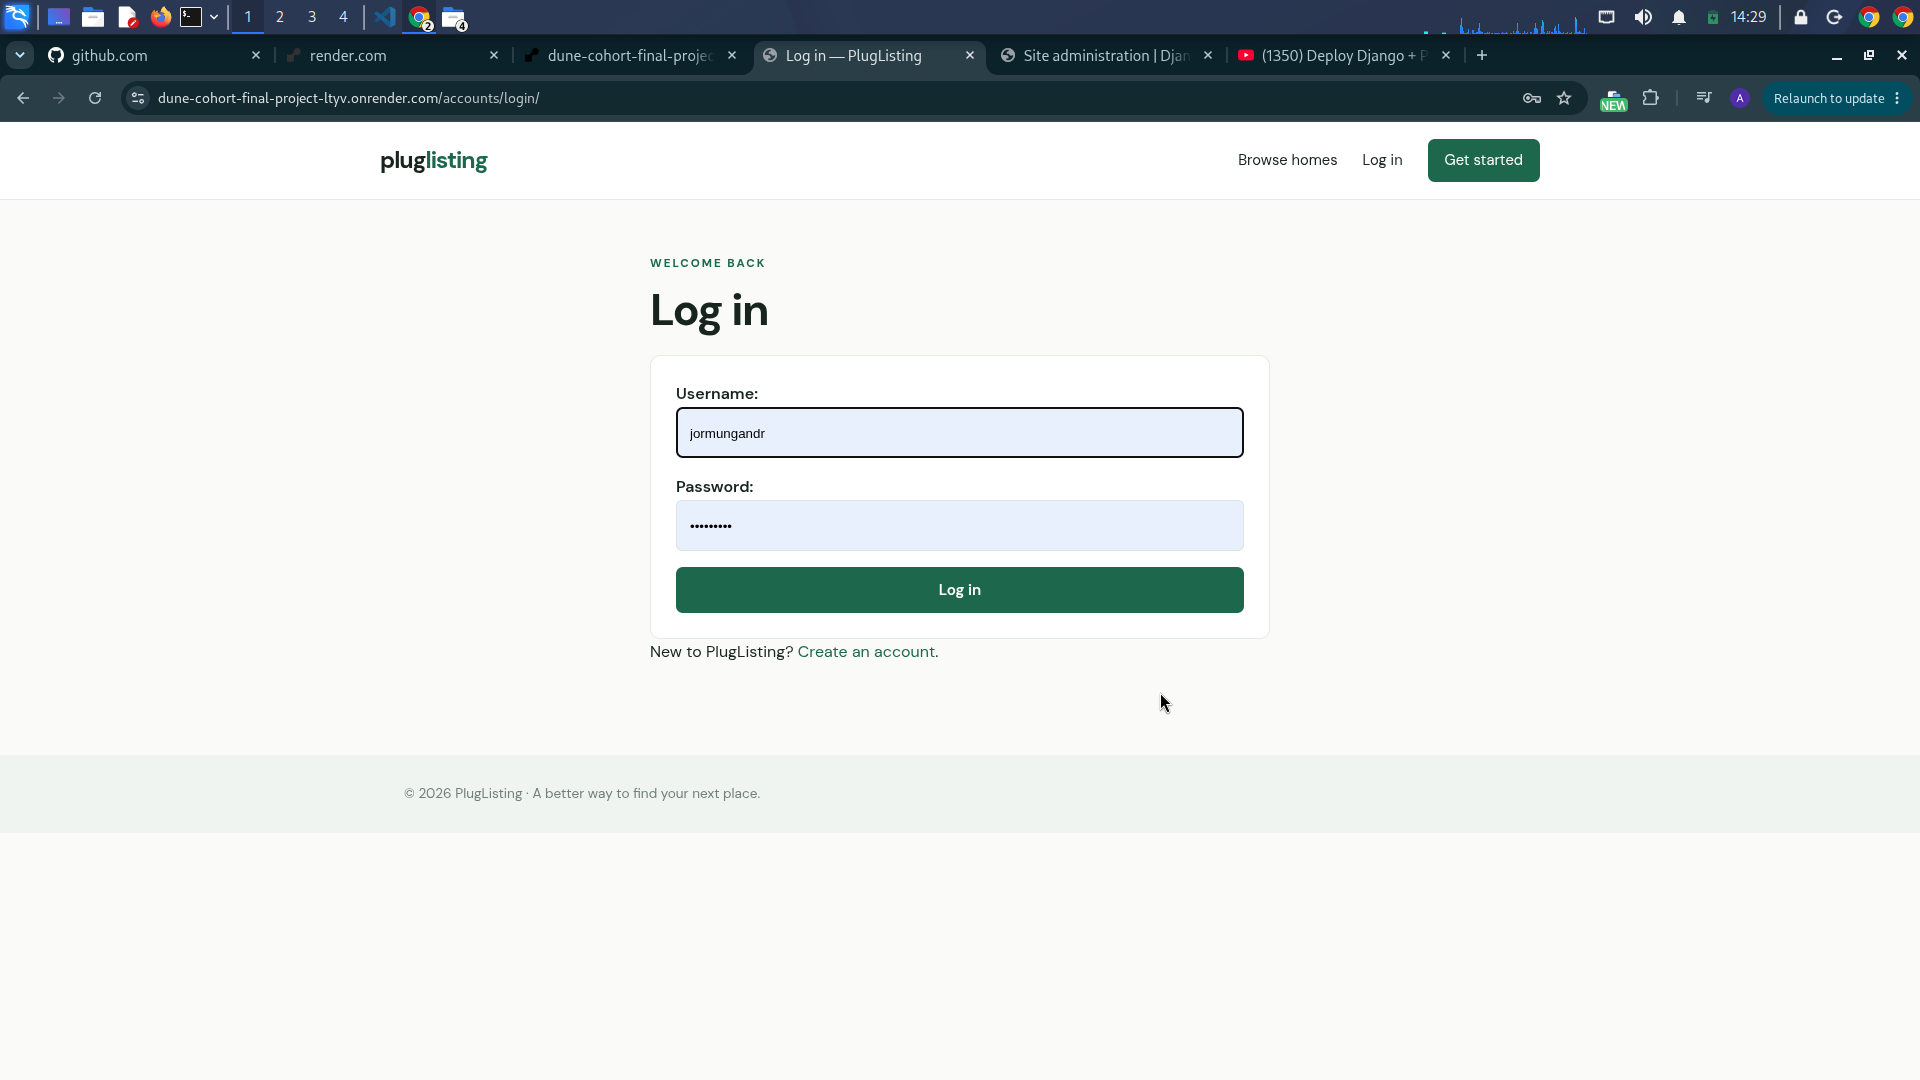 1 2 3 4 2 4 14:29
github.com render.com dune-cohort-final-projec Log in — PlugListing Site administration | Djan (1350) Deploy Django + P
dune-cohort-final-project-ltyv.onrender.com/accounts/login/ NEW A Relaunch to update
pluglisting Browse homes Log in Get started
WELCOME BACK
Log in
Username:
jormungandr
Password:
•••••••••
Log in
New to PlugListing? Create an account.
© 2026 PlugListing · A better way to find your next place.